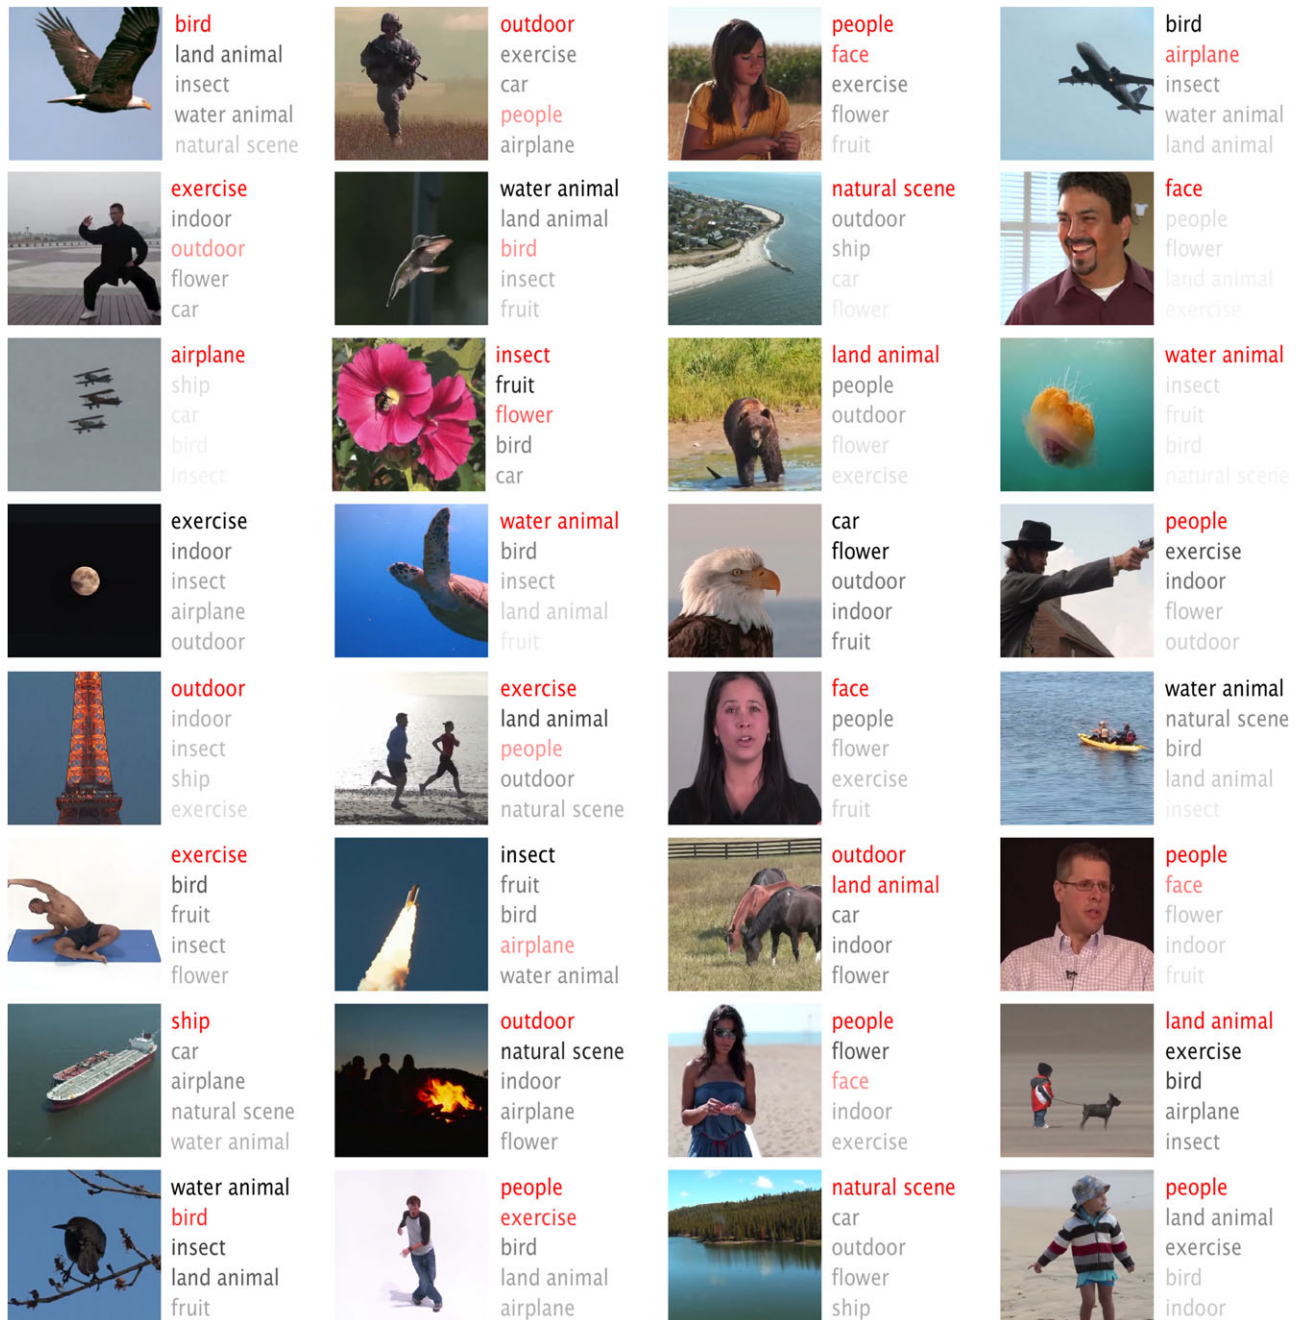 bird
land animal
insect
water animal
natural scene
outdoor
exercise
car
people
airplane
people
face
exercise
flower
fruit
bird
airplane
insect
water animal
land animal
exercise
indoor
outdoor
flower
car
water animal
land animal
bird
insect
fruit
natural scene
outdoor
ship
car
flower
face
people
flower
land animal
exercise
airplane
ship
car
bird
insect
insect
fruit
flower
bird
car
land animal
people
outdoor
flower
exercise
water animal
insect
fruit
bird
natural scene
exercise
indoor
insect
airplane
outdoor
water animal
bird
insect
land animal
fruit
car
flower
outdoor
indoor
fruit
people
exercise
indoor
flower
outdoor
outdoor
indoor
insect
ship
exercise
exercise
land animal
people
outdoor
natural scene
face
people
flower
exercise
fruit
water animal
natural scene
bird
land animal
insect
exercise
bird
fruit
insect
flower
insect
fruit
bird
airplane
water animal
outdoor
land animal
car
indoor
flower
people
face
flower
indoor
fruit
ship
car
airplane
natural scene
water animal
outdoor
natural scene
indoor
airplane
flower
people
flower
face
indoor
exercise
land animal
exercise
bird
airplane
insect
water animal
bird
insect
land animal
fruit
people
exercise
bird
land animal
airplane
natural scene
car
outdoor
flower
ship
people
land animal
exercise
bird
indoor